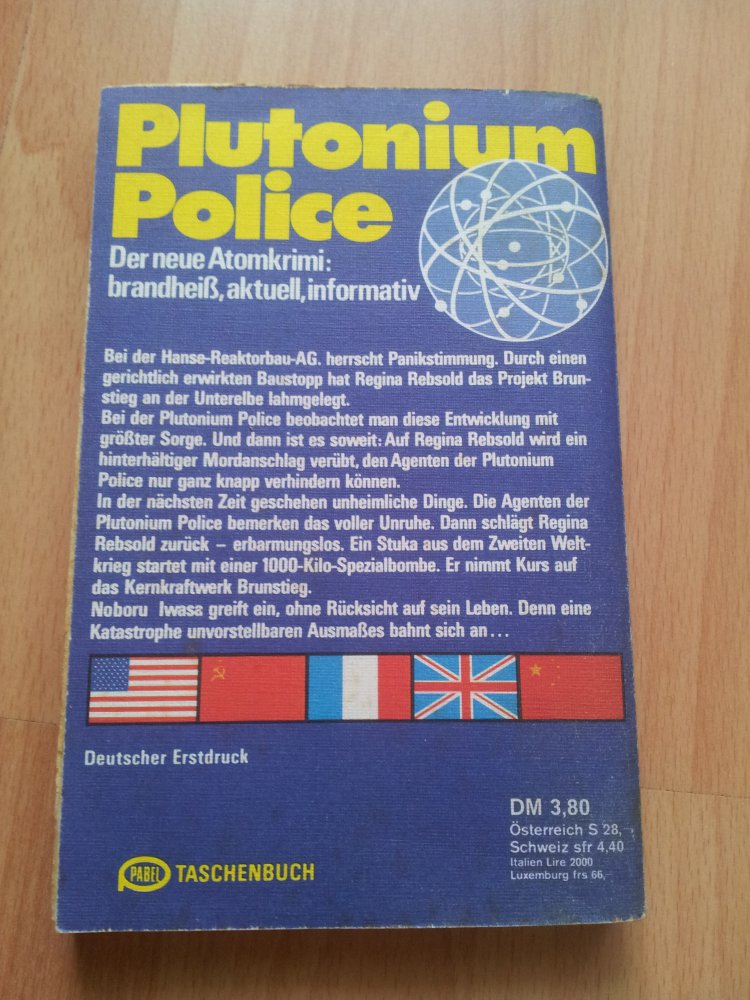 Plutonium
Police
Der neue Atomkrimi:
brandheiß, aktuell, informativ
Bei der Hanse-Reaktorbau-AG. herrscht Panikstimmung. Durch einen
gerichtlich erwirkten Baustopp hat Regina Rebsold das Projekt Brun-
stieg an der Unterelbe lahmgelegt.
Bei der Plutonium Police beobachtet man diese Entwicklung mit
größter Sorge. Und dann ist es soweit: Auf Regina Rebsold wird ein
hinterhältiger Mordanschlag verübt, den Agenten der Plutonium
Police nur ganz knapp verhindern können.
In der nächsten Zeit geschehen unheimliche Dinge. Die Agenten der
Plutonium Police bemerken das voller Unruhe. Dann schlägt Regina
Rebsold zurück – erbarmungslos. Ein Stuka aus dem Zweiten Welt-
krieg startet mit einer 1000-Kilo-Spezialbombe. Er nimmt Kurs auf
das Kernkraftwerk Brunstieg.
Noboru Iwasa greift ein, ohne Rücksicht auf sein Leben. Denn eine
Katastrophe unvorstellbaren Ausmaßes bahnt sich an...
Deutscher Erstdruck
DM 3,80
Österreich S 28,-
Schweiz sfr 4,40
Italien Lire 2000
Luxemburg frs 66,-
PABEL TASCHENBUCH